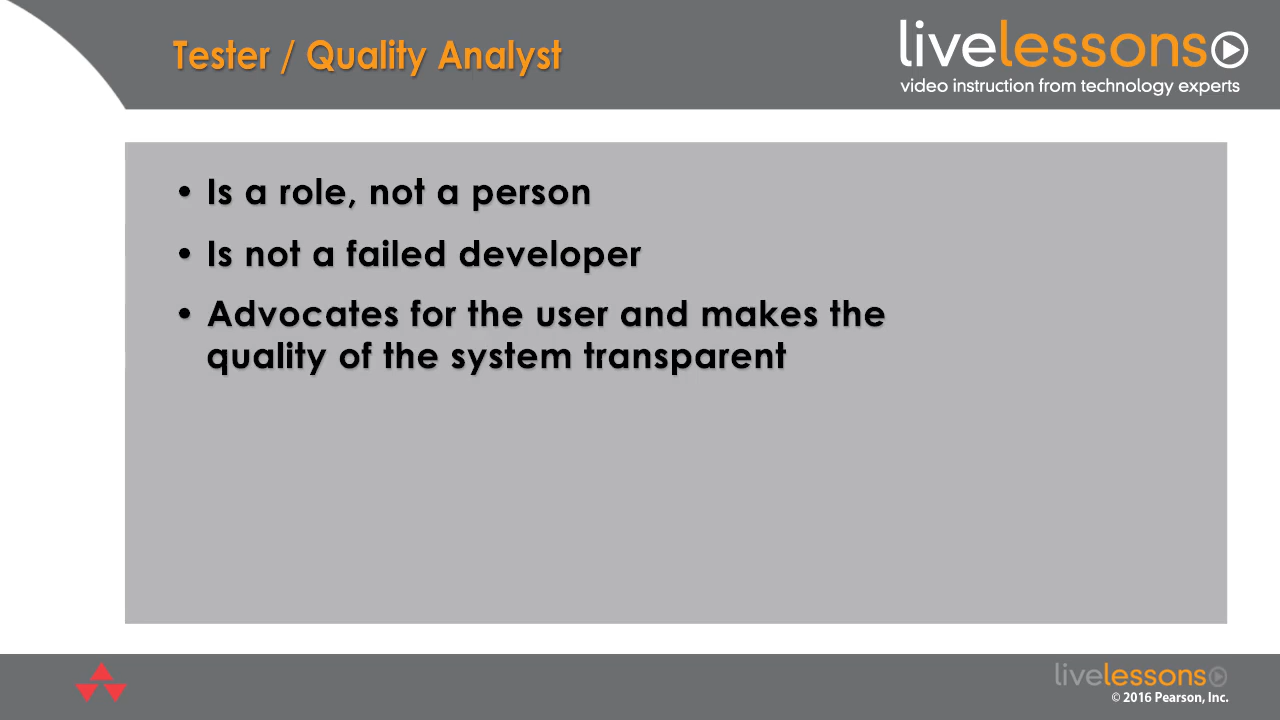 Tester / Quality Analyst
livelessons
video instruction from technology experts
• Is a role, not a person
• Is not a failed developer
• Advocates for the user and makes the
quality of the system transparent
livelessons
© 2016 Pearson, Inc.